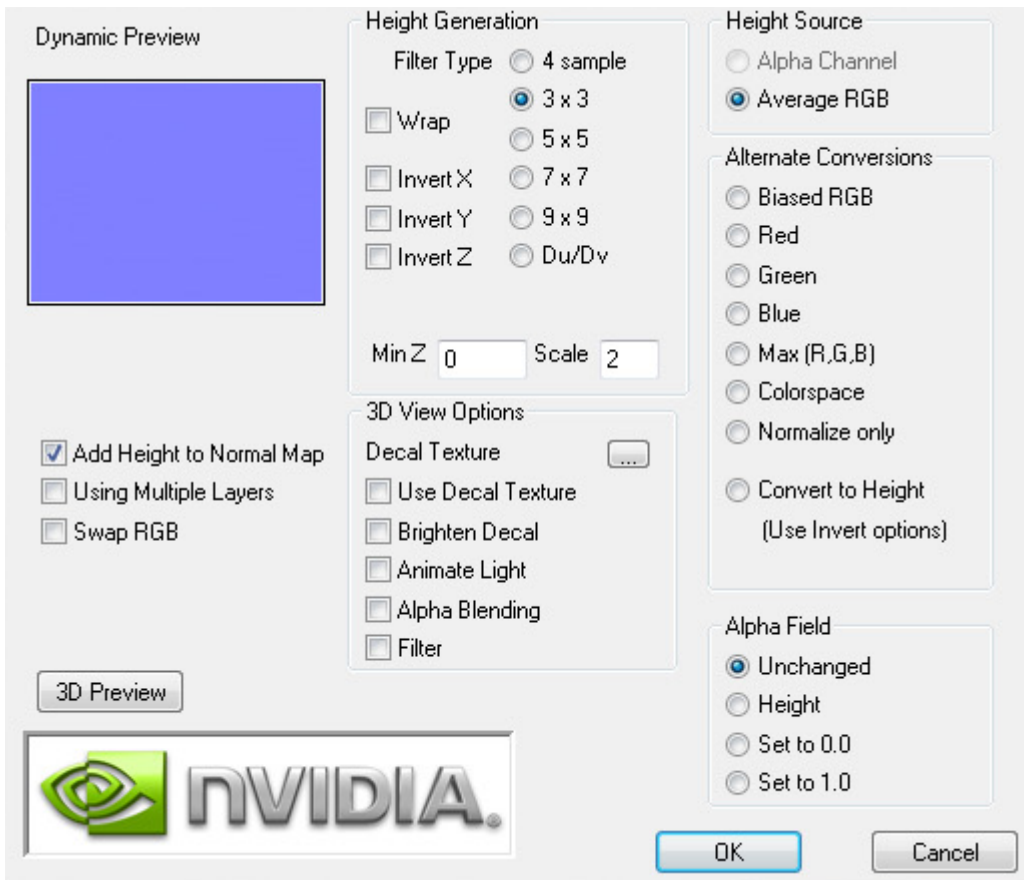 Dynamic Preview
Add Height to Normal Map
Using Multiple Layers
Swap RGB
3D Preview
nVIDIA.
Height Generation
Filter Type
4 sample
3 x 3
5 x 5
7 x 7
9 x 9
Du/Dv
Wrap
Invert X
Invert Y
Invert Z
Min Z 0 Scale 2
3D View Options
Decal Texture ...
Use Decal Texture
Brighten Decal
Animate Light
Alpha Blending
Filter
Height Source
Alpha Channel
Average RGB
Alternate Conversions
Biased RGB
Red
Green
Blue
Max (R,G,B)
Colorspace
Normalize only
Convert to Height
(Use Invert options)
Alpha Field
Unchanged
Height
Set to 0.0
Set to 1.0
OK
Cancel